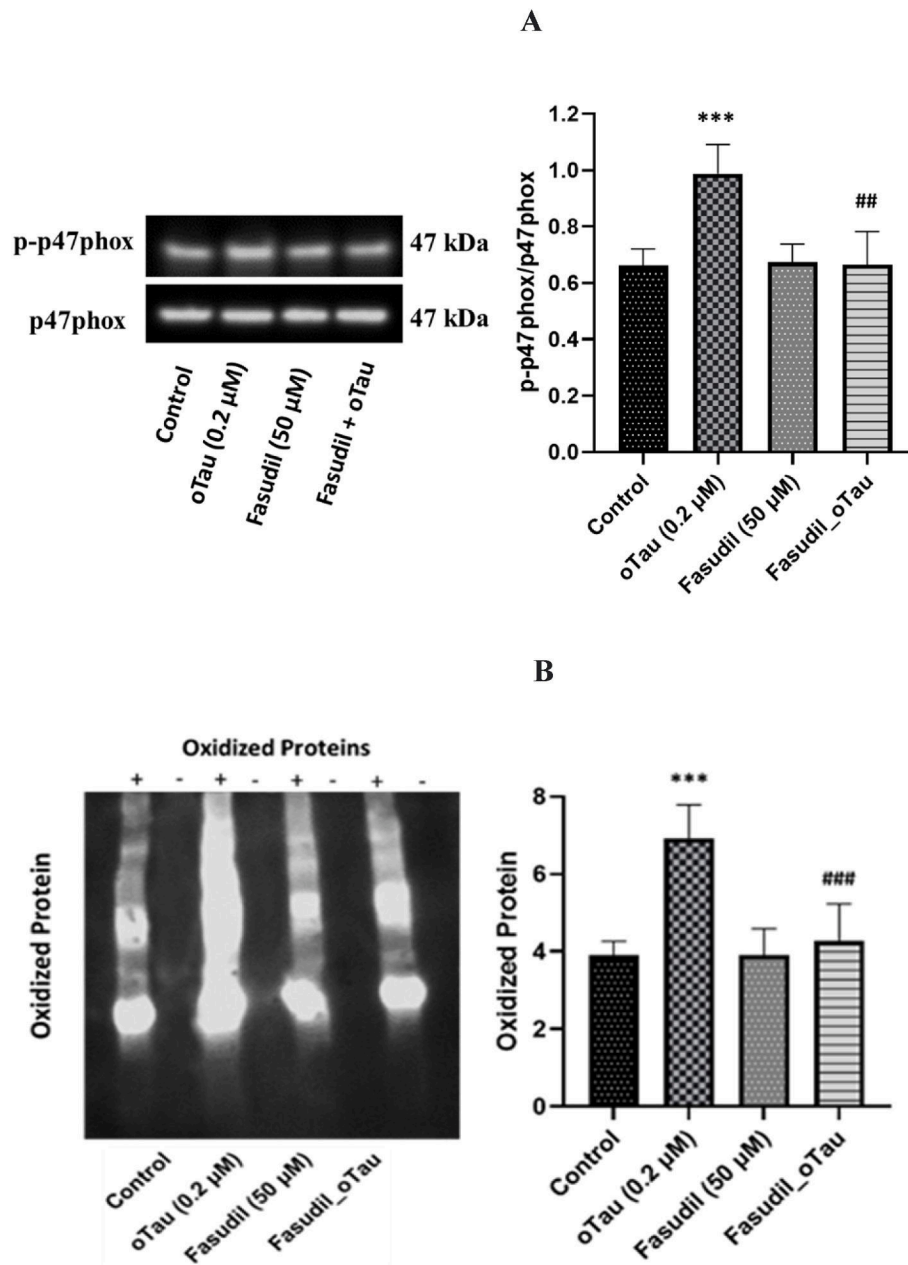 A
p-p47phox
47 kDa
p47phox
47 kDa
Control
oTau (0.2 μM)
Fasudil (50 μM)
Fasudil + oTau
p-p47phox/p47phox
1.2
1.0
0.8
0.6
0.4
0.2
0.0
***
##
Control
oTau (0.2 μM)
Fasudil (50 μM)
Fasudil_oTau
B
Oxidized Proteins
+ - + - + - + -
Oxidized Protein
Control
oTau (0.2 μM)
Fasudil (50 μM)
Fasudil_oTau
Oxidized Protein
8
6
4
2
0
***
###
Control
oTau (0.2 μM)
Fasudil (50 μM)
Fasudil_oTau